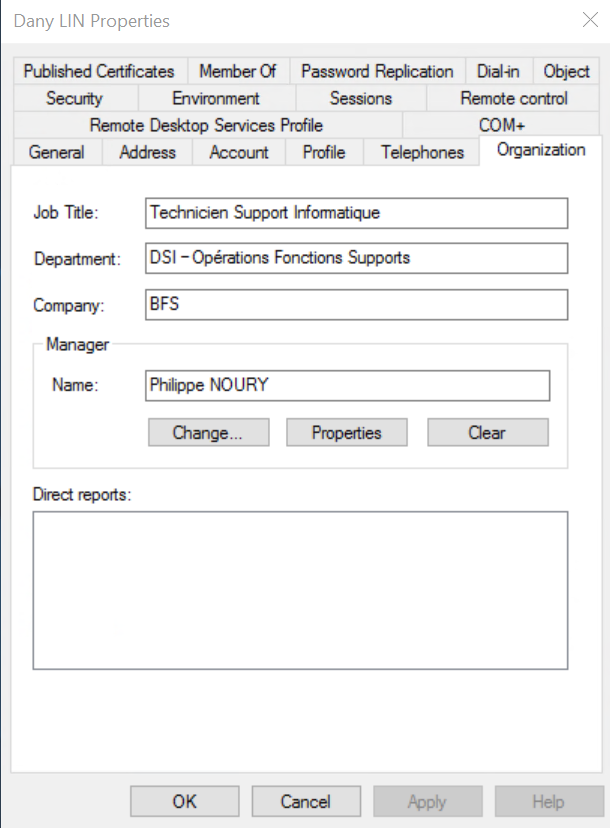 Dany LIN Properties
Published Certificates Member Of Password Replication Dial-in Object
Security Environment Sessions Remote control
Remote Desktop Services Profile COM+
General Address Account Profile Telephones Organization
Job Title: Technicien Support Informatique
Department: DSI – Opérations Fonctions Supports
Company: BFS
Manager
Name: Philippe NOURY
Change... Properties Clear
Direct reports:
OK Cancel Apply Help